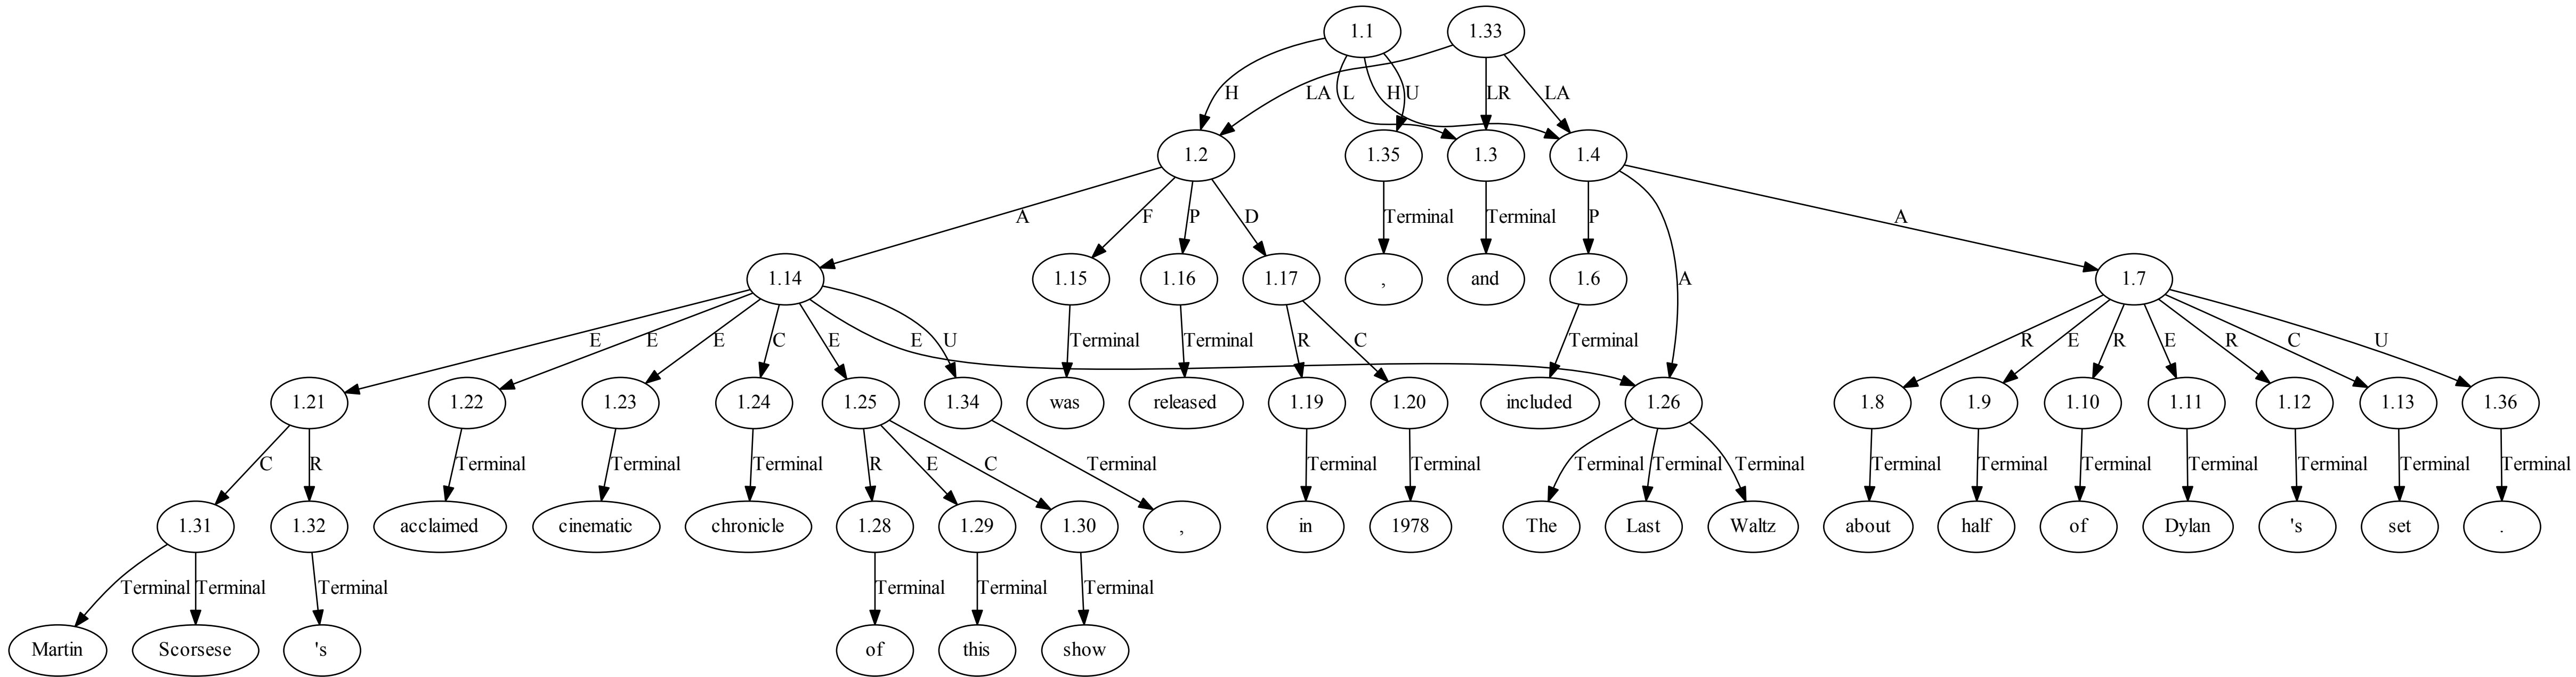 1.1 1.33
H L H U LA LR LA
1.2 1.35 1.3 1.4
A F P D Terminal Terminal P A A
1.14 1.15 1.16 1.17 , and 1.6 1.7
E E E C E E U Terminal Terminal R C Terminal R E R E R C U
1.21 1.22 1.23 1.24 1.25 1.34 was released 1.19 1.20 included 1.26 1.8 1.9 1.10 1.11 1.12 1.13 1.36
C R Terminal Terminal Terminal R E C Terminal Terminal Terminal Terminal Terminal Terminal Terminal Terminal Terminal Terminal Terminal Terminal Terminal
1.31 1.32 acclaimed cinematic chronicle 1.28 1.29 1.30 , in 1978 The Last Waltz about half of Dylan 's set .
Terminal Terminal Terminal Terminal Terminal Terminal
Martin Scorsese 's of this show